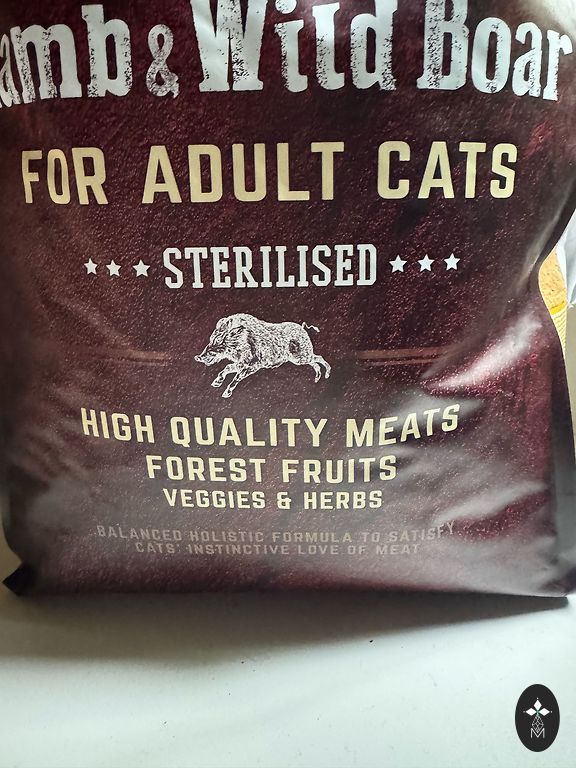 amb & Wild Boar
FOR ADULT CATS
STERILISED
HIGH QUALITY MEATS
FOREST FRUITS
VEGGIES & HERBS
BALANCED HOLISTIC FORMULA TO SATISFY
CATS' INSTINCTIVE LOVE OF MEAT
M